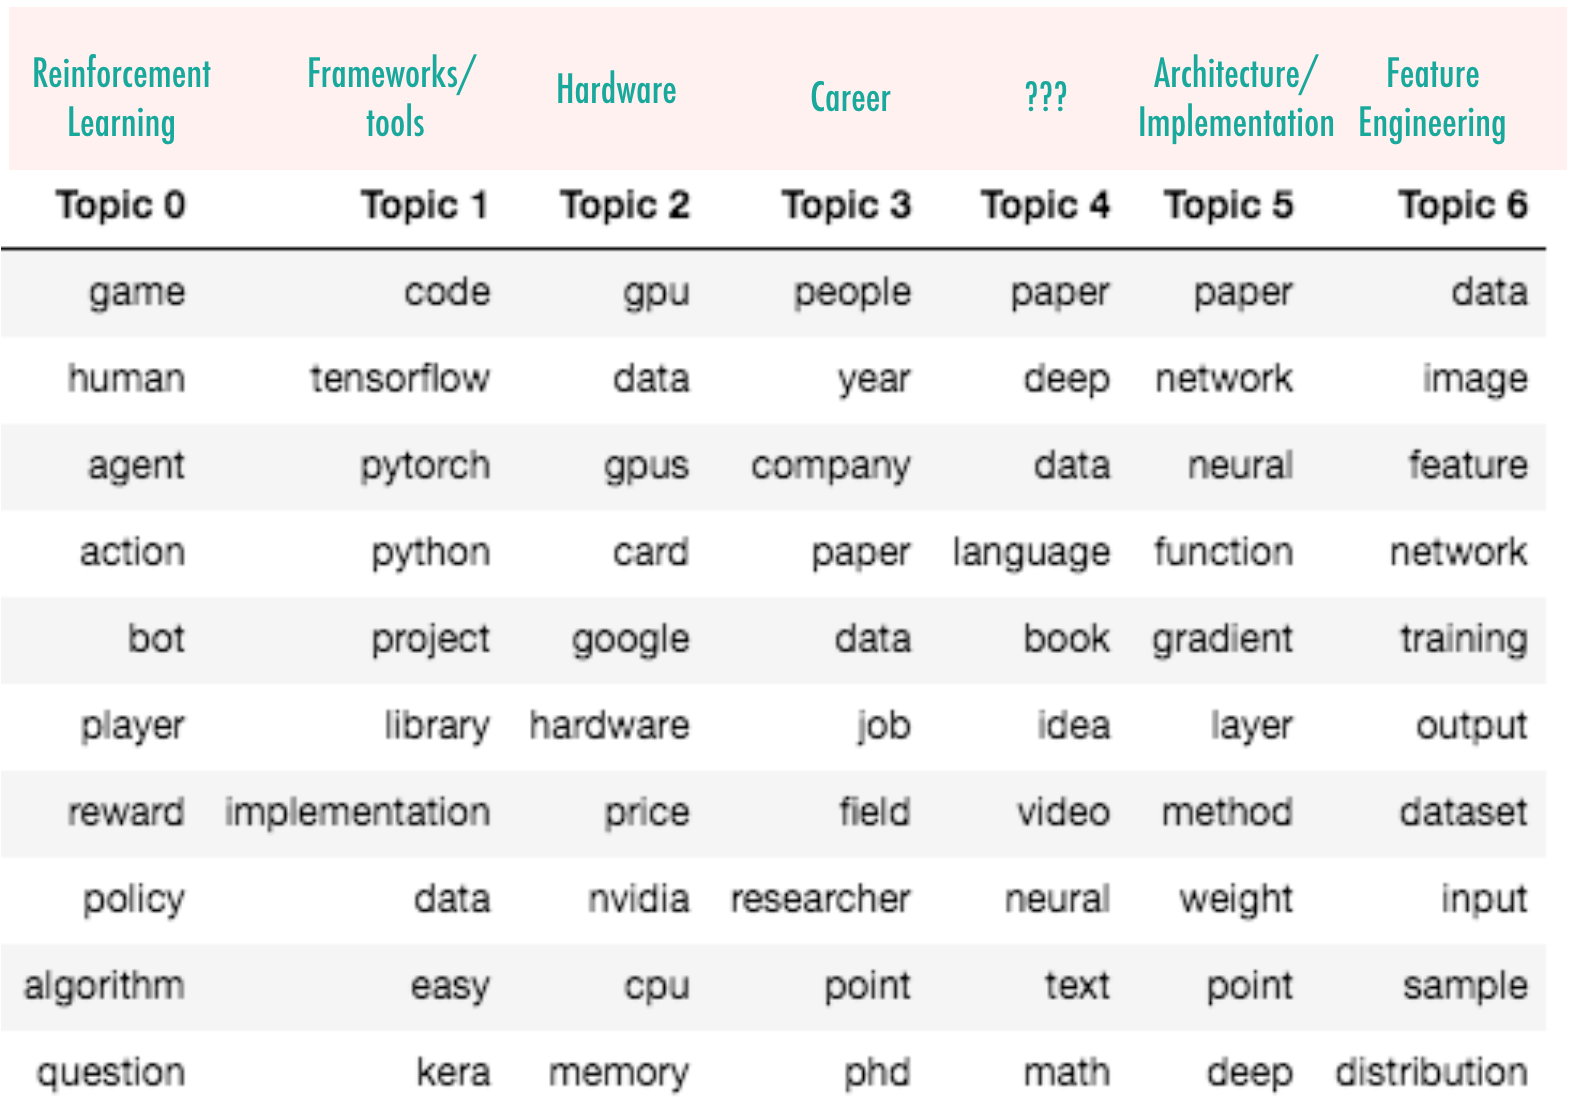 Reinforcement Learning Frameworks/ tools Hardware Career ??? Architecture/ Implementation Feature Engineering
Topic 0 Topic 1 Topic 2 Topic 3 Topic 4 Topic 5 Topic 6
game code gpu people paper paper data
human tensorflow data year deep network image
agent pytorch gpus company data neural feature
action python card paper language function network
bot project google data book gradient training
player library hardware job idea layer output
reward implementation price field video method dataset
policy data nvidia researcher neural weight input
algorithm easy cpu point text point sample
question kera memory phd math deep distribution